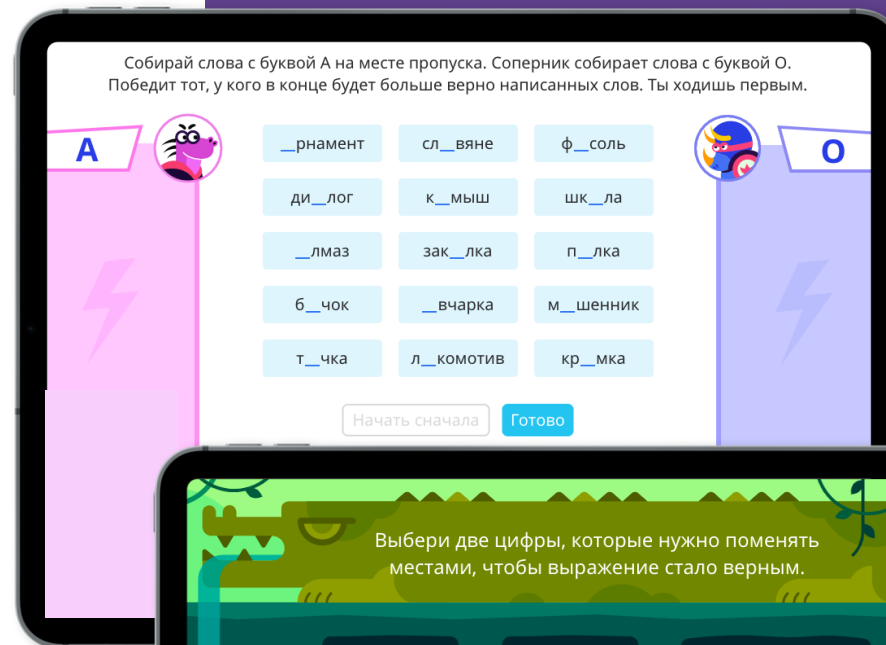 Собирай слова с буквой А на месте пропуска. Соперник собирает слова с буквой О.
Победит тот, у кого в конце будет больше верно написанных слов. Ты ходишь первым.
А
О
__рнамент сл__вяне ф__соль
ди__лог к__мыш шк__ла
__лмаз зак__лка п__лка
б__чок __вчарка м__шенник
т__чка л__комотив кр__мка
Начать сначала Готово
Выбери две цифры, которые нужно поменять
местами, чтобы выражение стало верным.